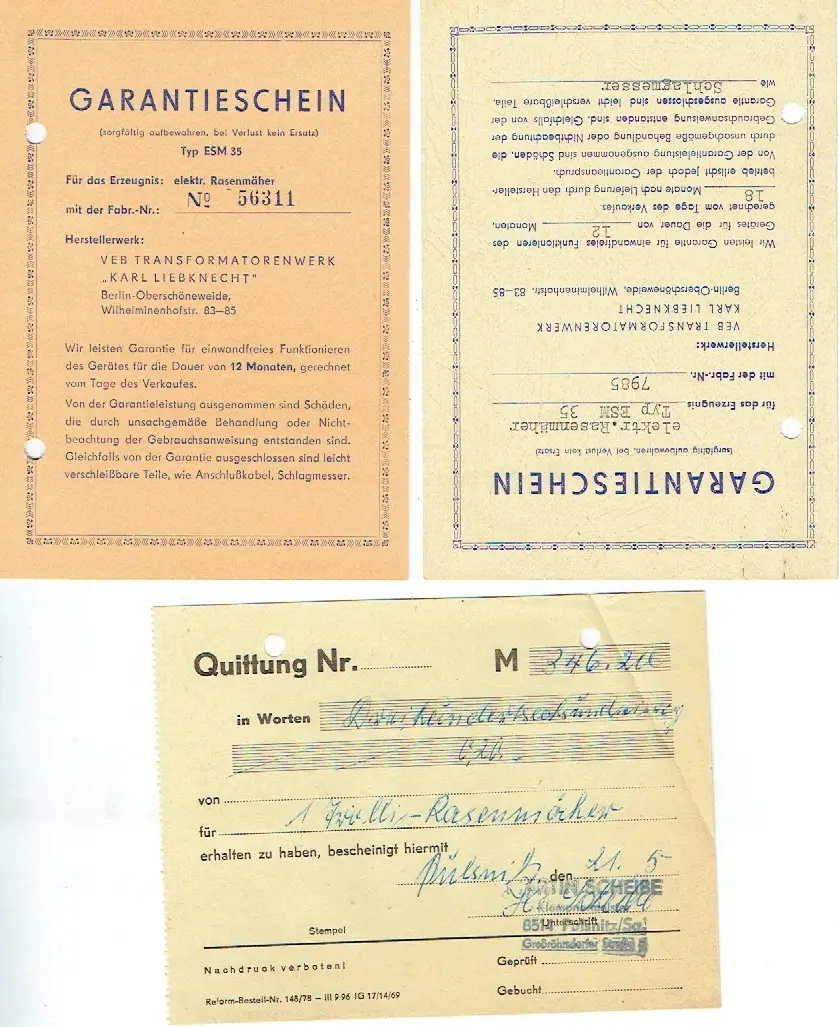 GARANTIESCHEIN
(sorgfältig aufbewahren, bei Verlust kein Ersatz)
Typ ESM 35
Für das Erzeugnis: elektr. Rasenmäher
mit der Fabr.-Nr.: Nº 56311
Herstellerwerk:
VEB TRANSFORMATORENWERK
„KARL LIEBKNECHT"
Berlin-Oberschöneweide,
Wilhelminenhofstr. 83—85
Wir leisten Garantie für einwandfreies Funktionieren
des Gerätes für die Dauer von 12 Monaten, gerechnet
vom Tage des Verkaufes.
Von der Garantieleistung ausgenommen sind Schäden,
die durch unsachgemäße Behandlung oder Nicht-
beachtung der Gebrauchsanweisung entstanden sind.
Gleichfalls von der Garantie ausgeschlossen sind leicht
verschleißbare Teile, wie Anschlußkabel, Schlagmesser.
GARANTIESCHEIN
(sorgfältig aufbewahren, bei Verlust kein Ersatz)
elektr.Rasenmäher
für das Erzeugnis Typ ESM 35
mit der Fabr.-Nr. 7985
Herstellerwerk:
VEB TRANSFORMATORENWERK
KARL LIEBKNECHT
Berlin-Oberschöneweide, Wilhelminenhofstr. 83—85
Wir leisten Garantie für einwandfreies Funktionieren des
Gerätes für die Dauer von 12 Monaten,
gerechnet vom Tage des Verkaufes.
18 Monate nach Lieferung durch den Hersteller-
betrieb erlischt jedoch der Garantieanspruch.
Von der Garantieleistung ausgenommen sind Schäden, die
durch unsachgemäße Behandlung oder Nichtbeachtung der
Gebrauchsanweisung entstanden sind. Gleichfalls von der
Garantie ausgeschlossen sind leicht verschleißbare Teile,
wie Schlagmesser
Quittung Nr. M 346.20
in Worten
von
für 1 Trolli-Rasenmäher
erhalten zu haben, bescheinigt hiermit
Pulsnitz, den 21. 5
SCHEIBE
Klempnermeister
Unterschrift
8514 Pulsnitz/Sa.
Stempel
Großröhrsdorfer
Nachdruck verboten!
Geprüft
Reform-Bestell-Nr. 148/78 — III 9 96 IG 17/14/69
Gebucht